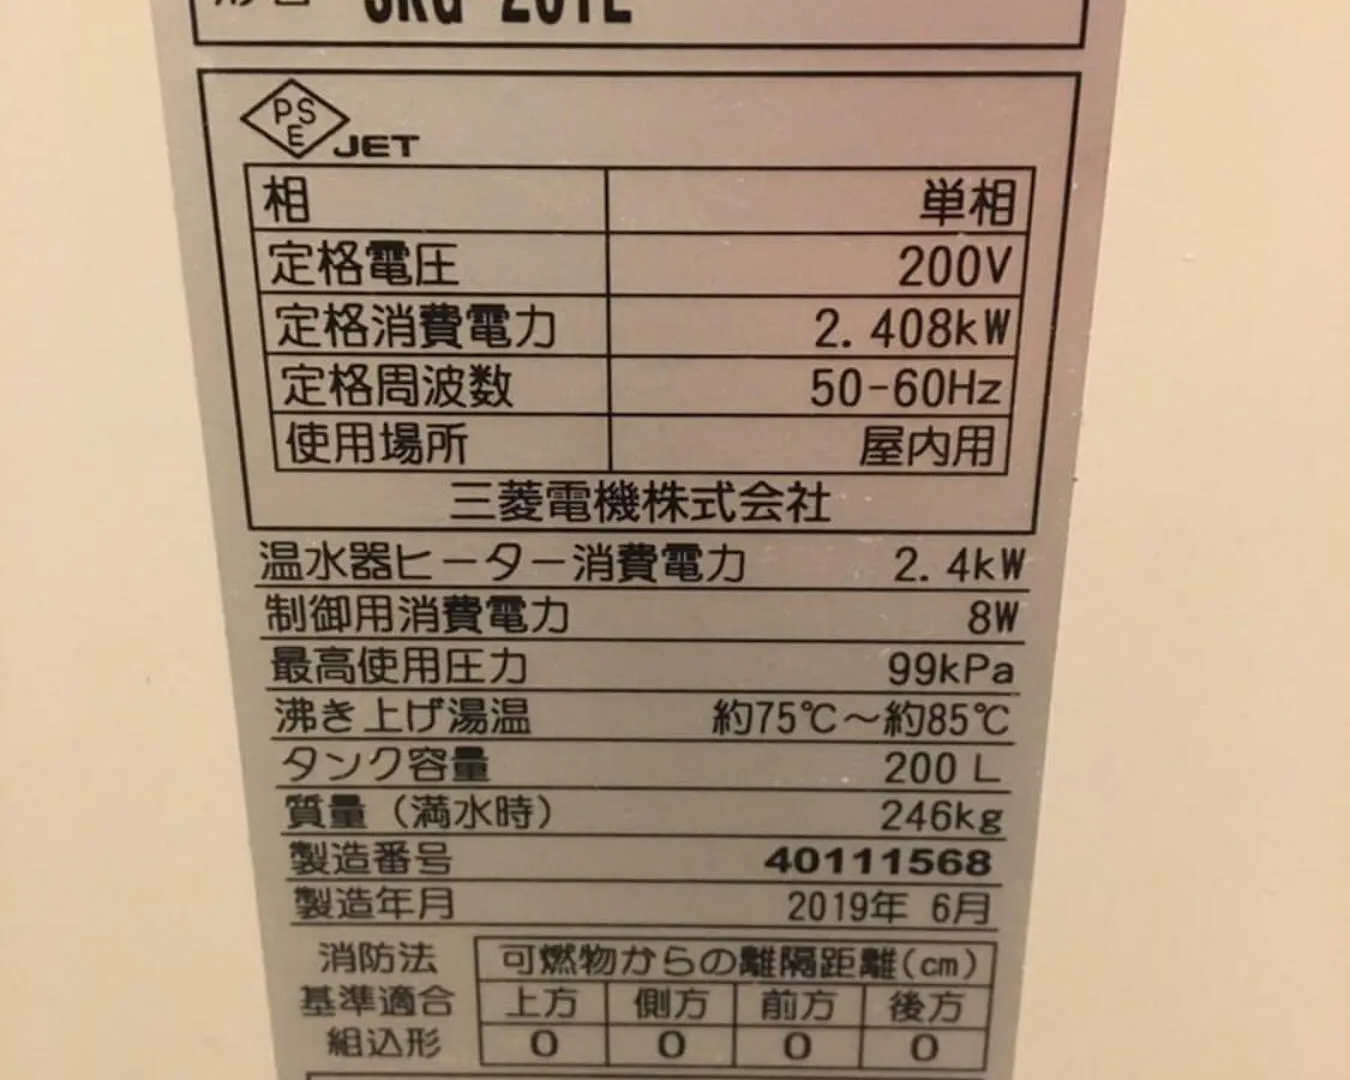 PS
E
JET
相 単相
定格電圧 200V
定格消費電力 2.408kW
定格周波数 50-60Hz
使用場所 屋内用
三菱電機株式会社
温水器ヒーター消費電力 2.4kW
制御用消費電力 8W
最高使用圧力 99kPa
沸き上げ湯温 約75℃～約85℃
タンク容量 200L
質量(満水時) 246kg
製造番号 40111568
製造年月 2019年 6月
消防法 可燃物からの離隔距離(cm)
基準適合 上方 側方 前方 後方
組込形 0 0 0 0